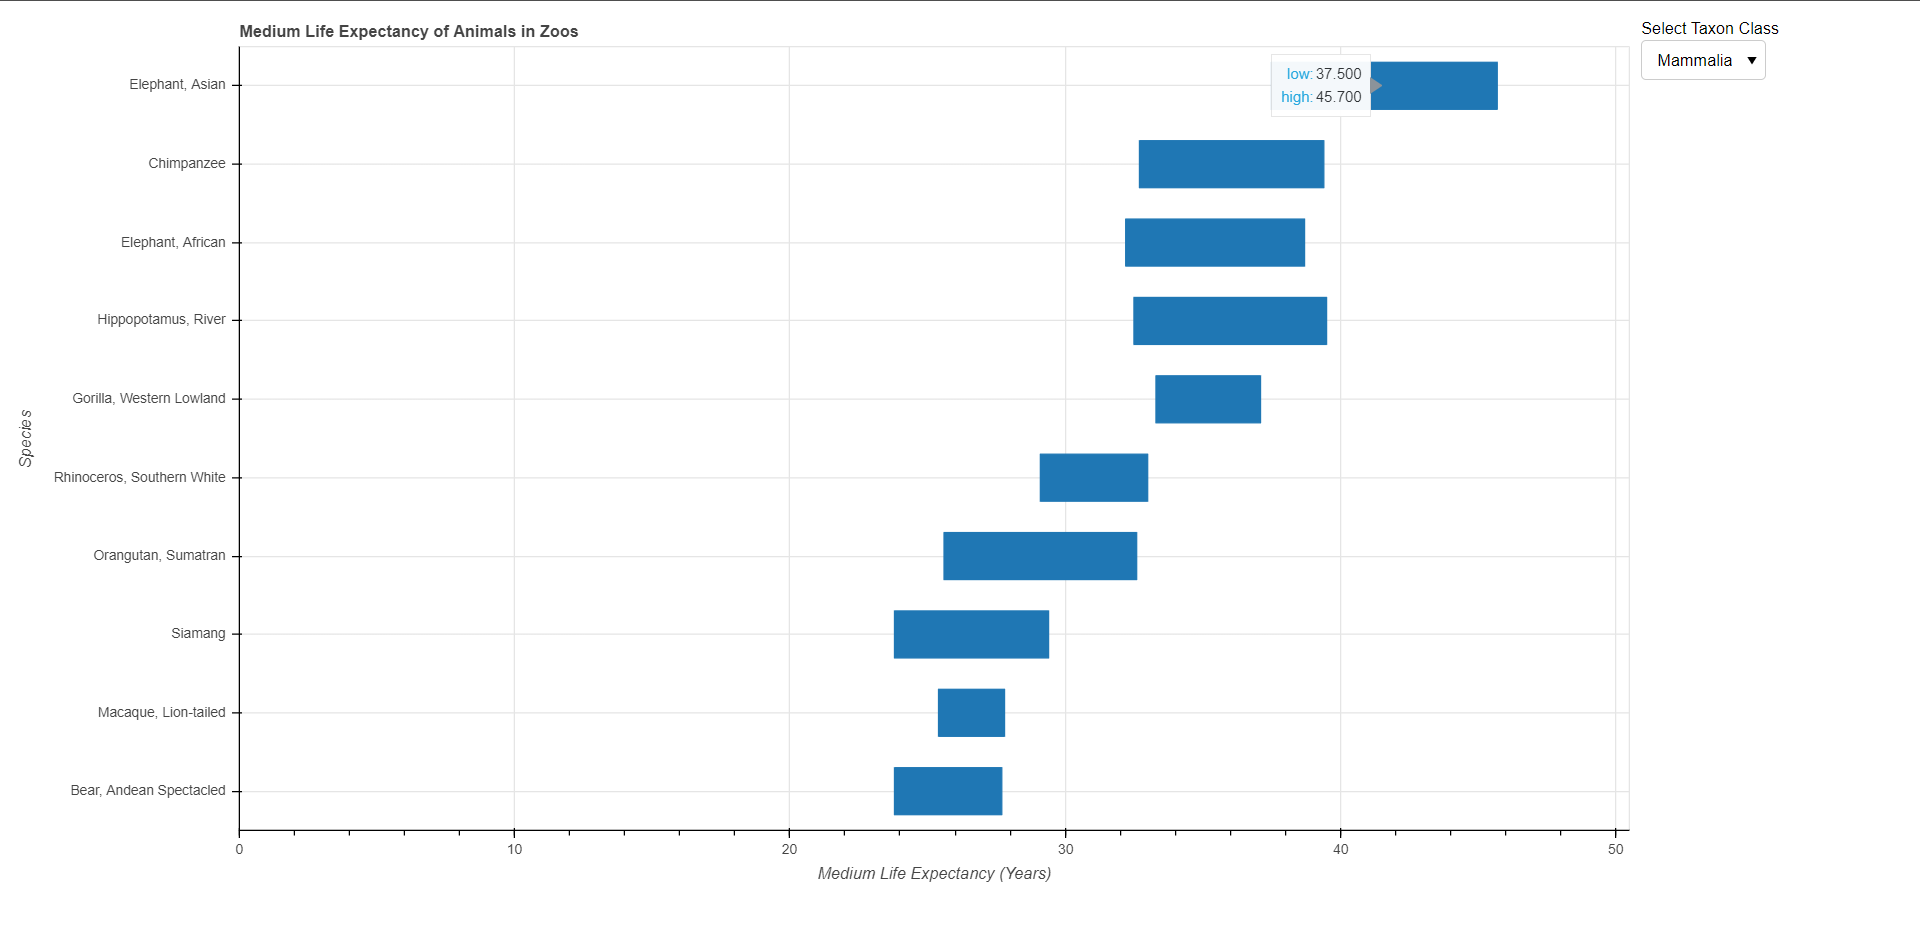 Medium Life Expectancy of Animals in Zoos
Select Taxon Class
Mammalia
Elephant, Asian
low: 37.500
high: 45.700
Chimpanzee
Elephant, African
Hippopotamus, River
Gorilla, Western Lowland
Species
Rhinoceros, Southern White
Orangutan, Sumatran
Siamang
Macaque, Lion-tailed
Bear, Andean Spectacled
0 10 20 30 40 50
Medium Life Expectancy (Years)